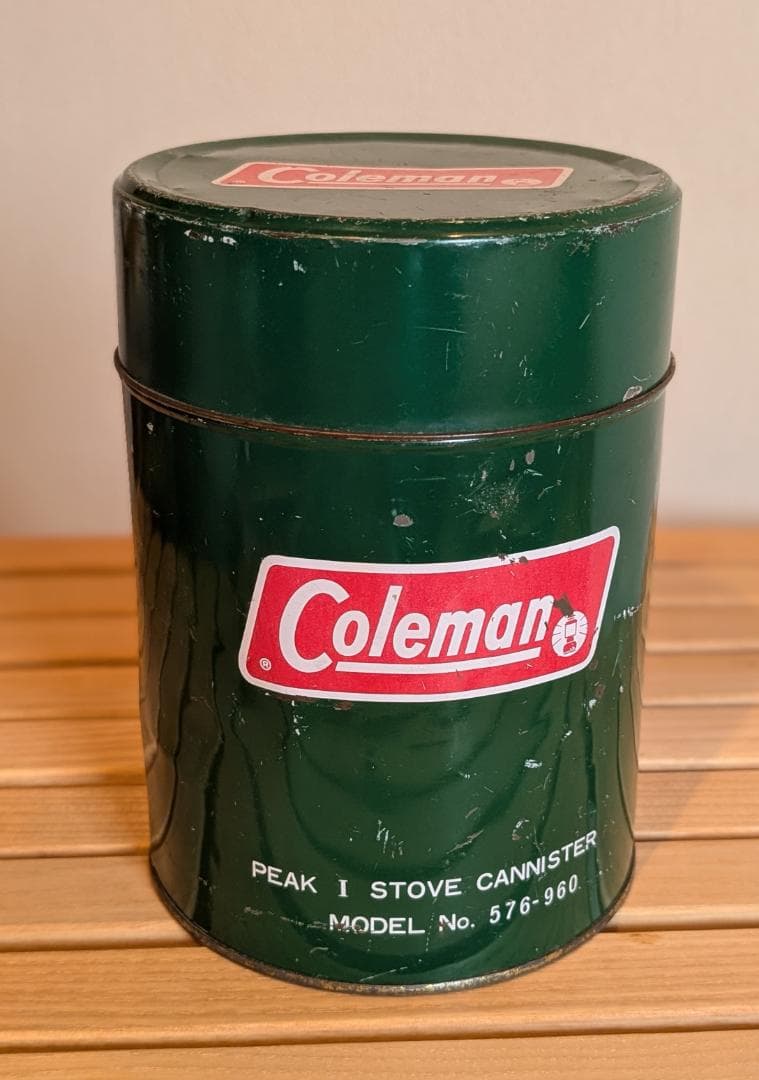 Coleman
Coleman
®
PEAK I STOVE CANNISTER
MODEL No. 576-960